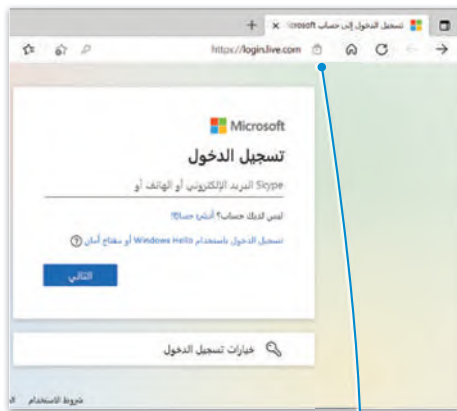 تسجيل الدخول إلى حساب Microsoft
https://login.live.com
Microsoft
تسجيل الدخول
البريد الإلكتروني أو الهاتف أو Skype
ليس لديك حساب؟ أنشئ حسابًا!
تسجيل الدخول باستخدام Windows Hello أو مفتاح أمان
التالي
خيارات تسجيل الدخول
شروط الاستخدام